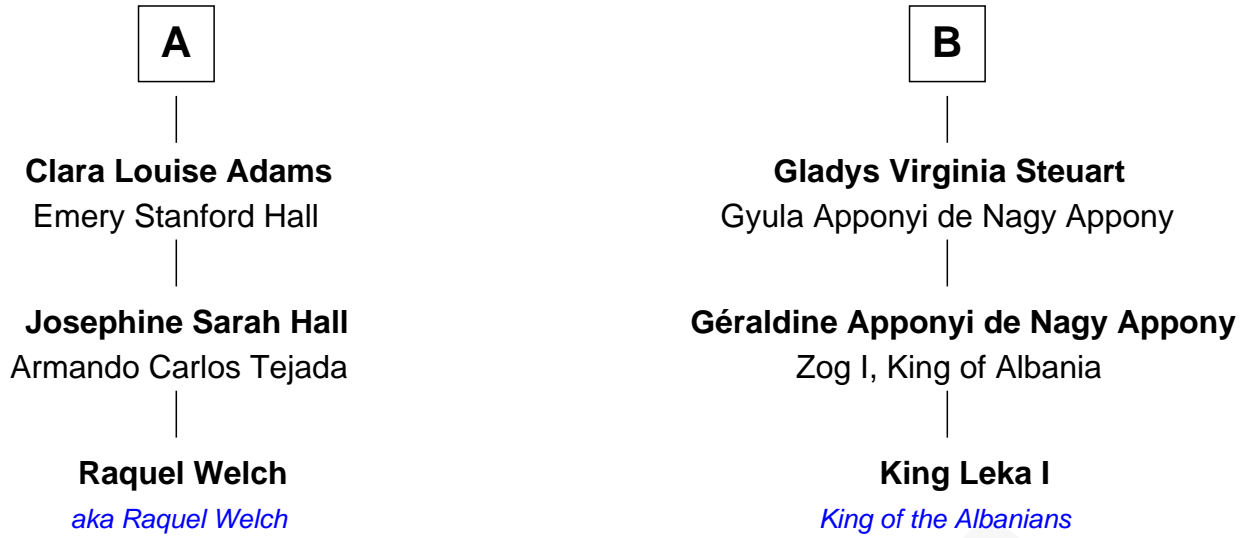 A
Clara Louise Adams
Emery Stanford Hall
Josephine Sarah Hall
Armando Carlos Tejada
Raquel Welch
aka Raquel Welch
B
Gladys Virginia Steuart
Gyula Apponyi de Nagy Appony
Géraldine Apponyi de Nagy Appony
Zog I, King of Albania
King Leka I
King of the Albanians